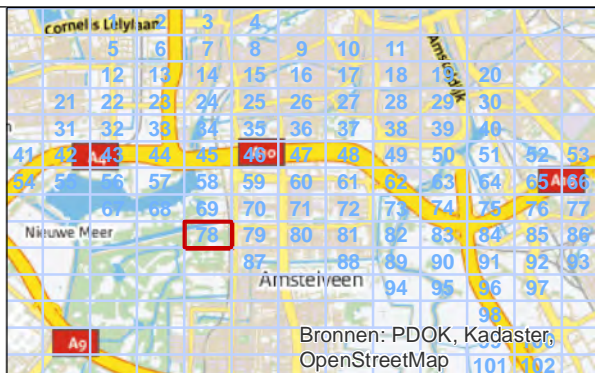 Cornelis Lelylaan 1 2 3 4
5 6 7 8 9 10 11
Amsteldijk
12 13 14 15 16 17 18 19 20
21 22 23 24 25 26 27 28 29 30
31 32 33 34 35 36 37 38 39 40
41 42 43 44 45 46 47 48 49 50 51 52 53
A4 A10
54 55 56 57 58 59 60 61 62 63 64 65 66
67 68 69 70 71 72 73 74 75 76 77
Nieuwe Meer 78 79 80 81 82 83 84 85 86
87 88 89 90 91 92 93
Amstelveen
94 95 96 97
98
Bronnen: PDOK, Kadaster,
A9
OpenStreetMap
101 102